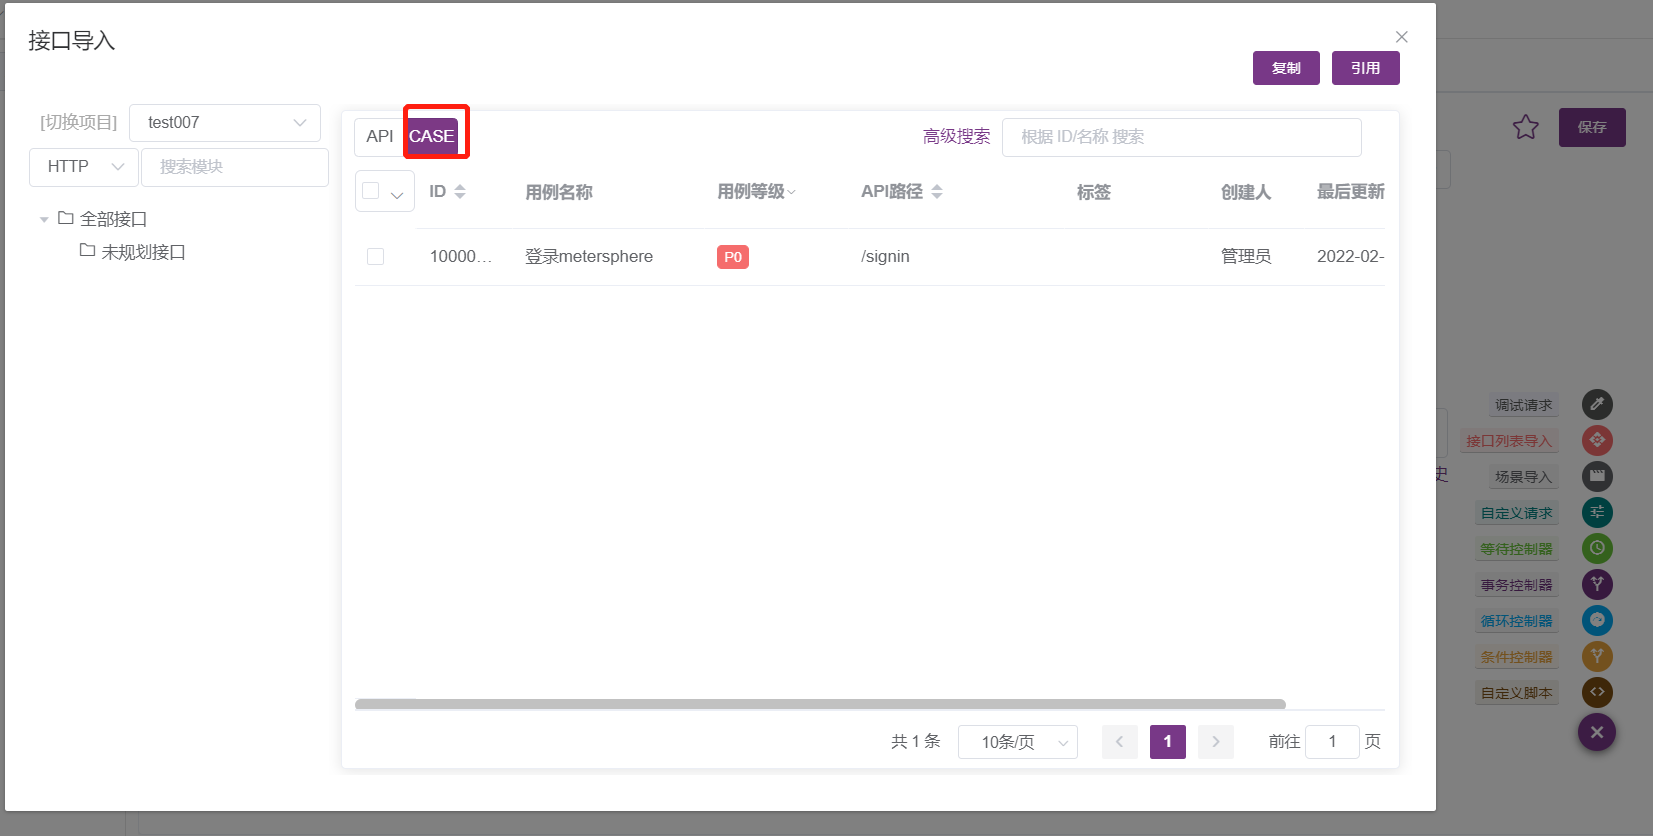 接口导入
复制
引用
[切换项目]
test007
HTTP
搜索模块
全部接口
未规划接口
API
CASE
高级搜索
根据 ID/名称 搜索
ID
用例名称
用例等级
API路径
标签
创建人
最后更新
10000...
登录metersphere
P0
/signin
管理员
2022-02-
共 1 条
10条/页
1
前往
1
页
保存
史
调试请求
接口列表导入
场景导入
自定义请求
等待控制器
事务控制器
循环控制器
条件控制器
自定义脚本